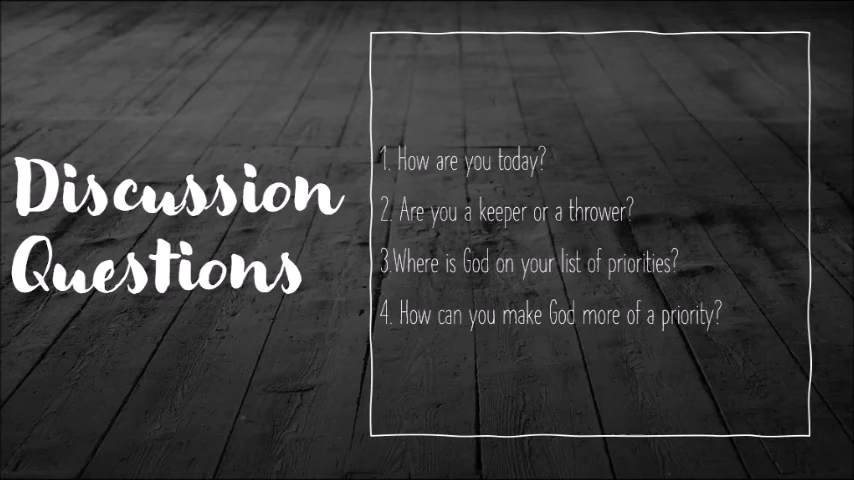 Discussion
Questions
1. How are you today?
2. Are you a keeper or a thrower?
3.Where is God on your list of priorities?
4. How can you make God more of a priority?